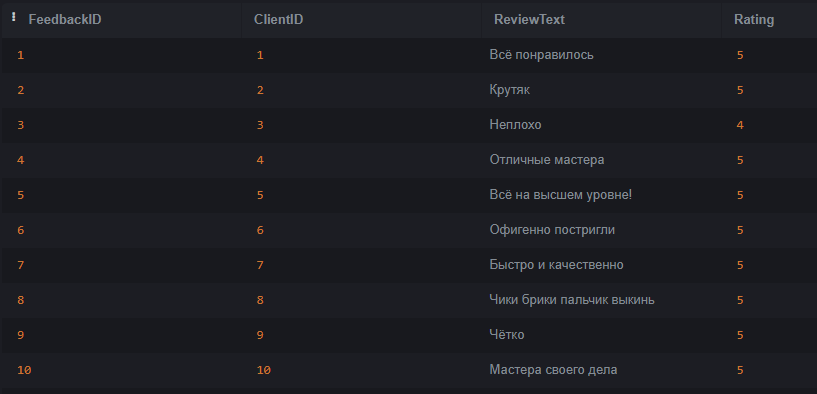 FeedbackID ClientID ReviewText Rating
1 1 Всё понравилось 5
2 2 Крутяк 5
3 3 Неплохо 4
4 4 Отличные мастера 5
5 5 Всё на высшем уровне! 5
6 6 Офигенно постригли 5
7 7 Быстро и качественно 5
8 8 Чики брики пальчик выкинь 5
9 9 Чётко 5
10 10 Мастера своего дела 5